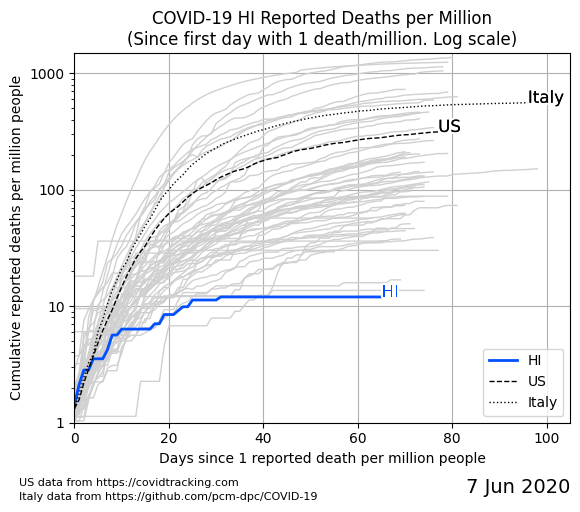 COVID-19 HI Reported Deaths per Million
(Since first day with 1 death/million. Log scale)
Cumulative reported deaths per million people
1000
100
10
1
Italy
US
HI
HI
US
Italy
0 20 40 60 80 100
Days since 1 reported death per million people
US data from https://covidtracking.com
Italy data from https://github.com/pcm-dpc/COVID-19
7 Jun 2020